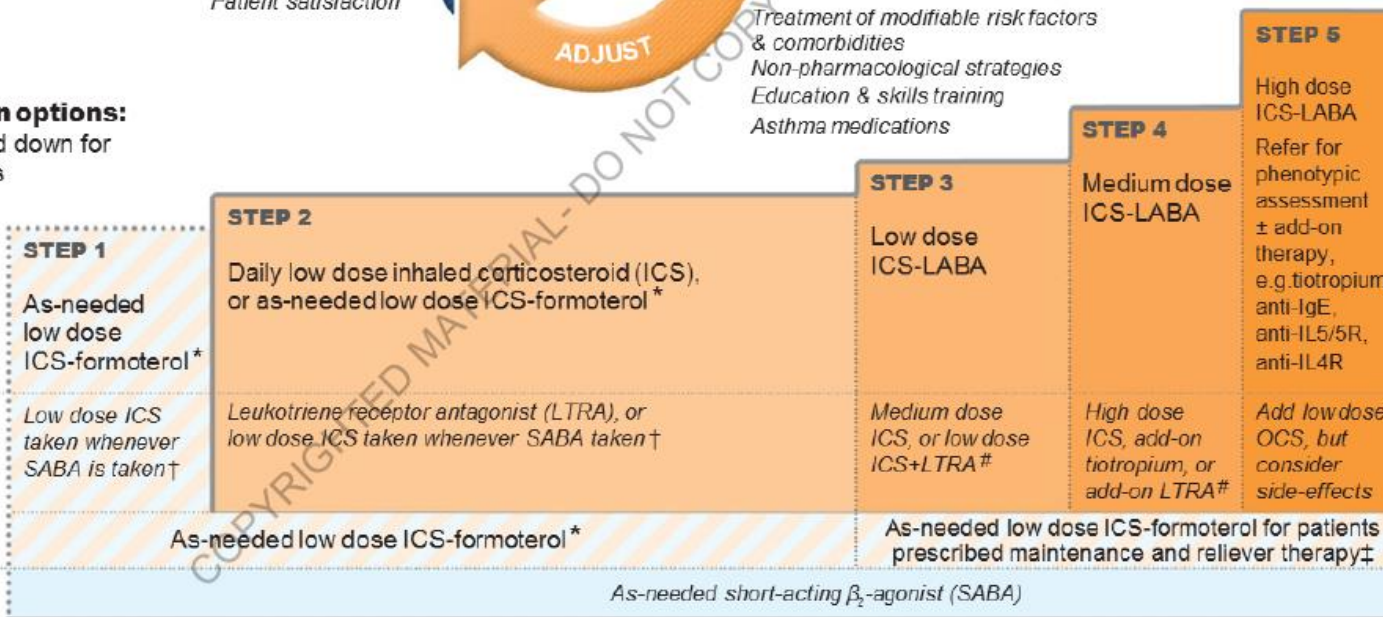 Patient satisfaction
ADJUST
Treatment of modifiable risk factors
& comorbidities
Non-pharmacological strategies
Education & skills training
Asthma medications
options:
down for
STEP 1
As-needed
low dose
ICS-formoterol*
Low dose ICS
taken whenever
SABA is taken†
STEP 2
Daily low dose inhaled corticosteroid (ICS),
or as-needed low dose ICS-formoterol*
Leukotriene receptor antagonist (LTRA), or
low dose ICS taken whenever SABA taken†
STEP 3
Low dose
ICS-LABA
Medium dose
ICS, or low dose
ICS+LTRA#
STEP 4
Medium dose
ICS-LABA
High dose
ICS, add-on
tiotropium, or
add-on LTRA#
STEP 5
High dose
ICS-LABA
Refer for
phenotypic
assessment
± add-on
therapy,
e.g.tiotropium,
anti-IgE,
anti-IL5/5R,
anti-IL4R
Add low dose
OCS, but
consider
side-effects
As-needed low dose ICS-formoterol*
As-needed low dose ICS-formoterol for patients
prescribed maintenance and reliever therapy‡
As-needed short-acting β₂-agonist (SABA)
COPYRIGHTED MATERIAL- DO NOT COPY